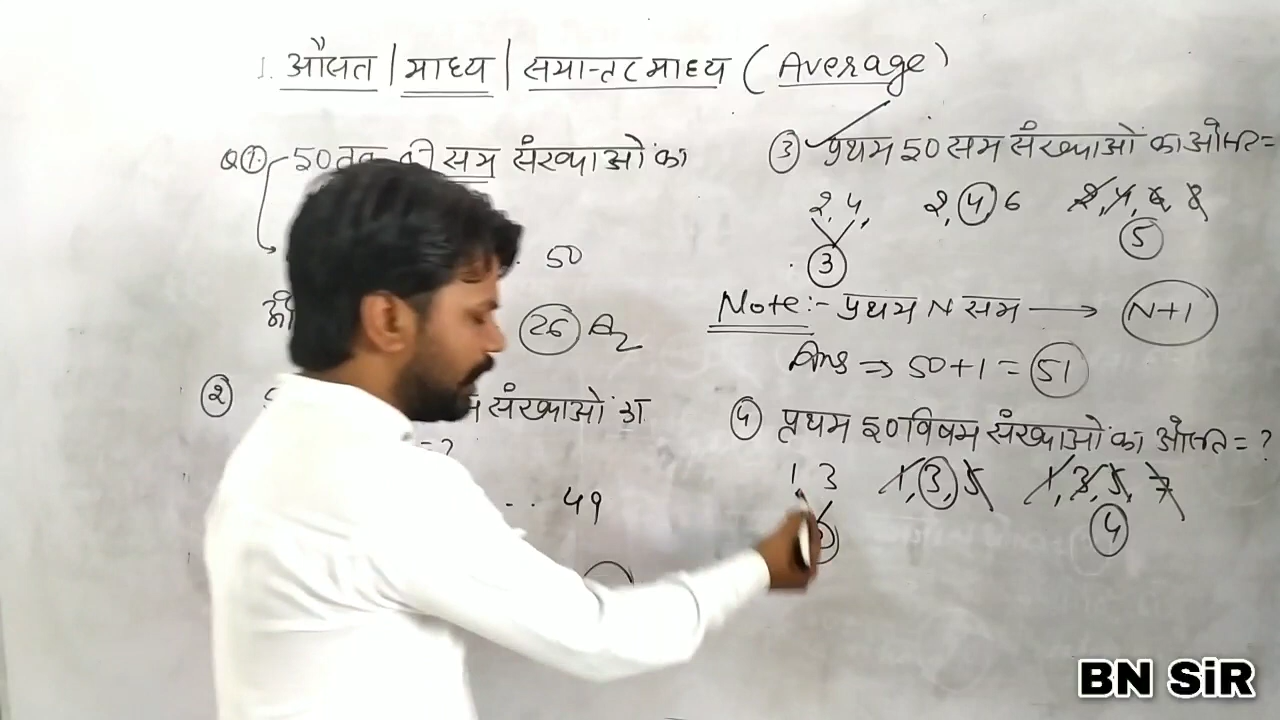 1. औसत | माध्य | समान्तर माध्य ( Average )
Q①. 50 तक की सम संख्याओं का
50
26 Ans
②
संख्याओं का
= ?
.. 49
③ प्रथम 50 सम संख्याओं का औसत =
2, 4, 2, 4 6 2, 4, 6, 8
3 5
Note :- प्रथम N सम → N+1
Ans ⇒ 50+1 = 51
④ प्रथम 50 विषम संख्याओं का औसत = ?
1 3 1, 3, 5 1, 3, 5, 7
4
BN SiR